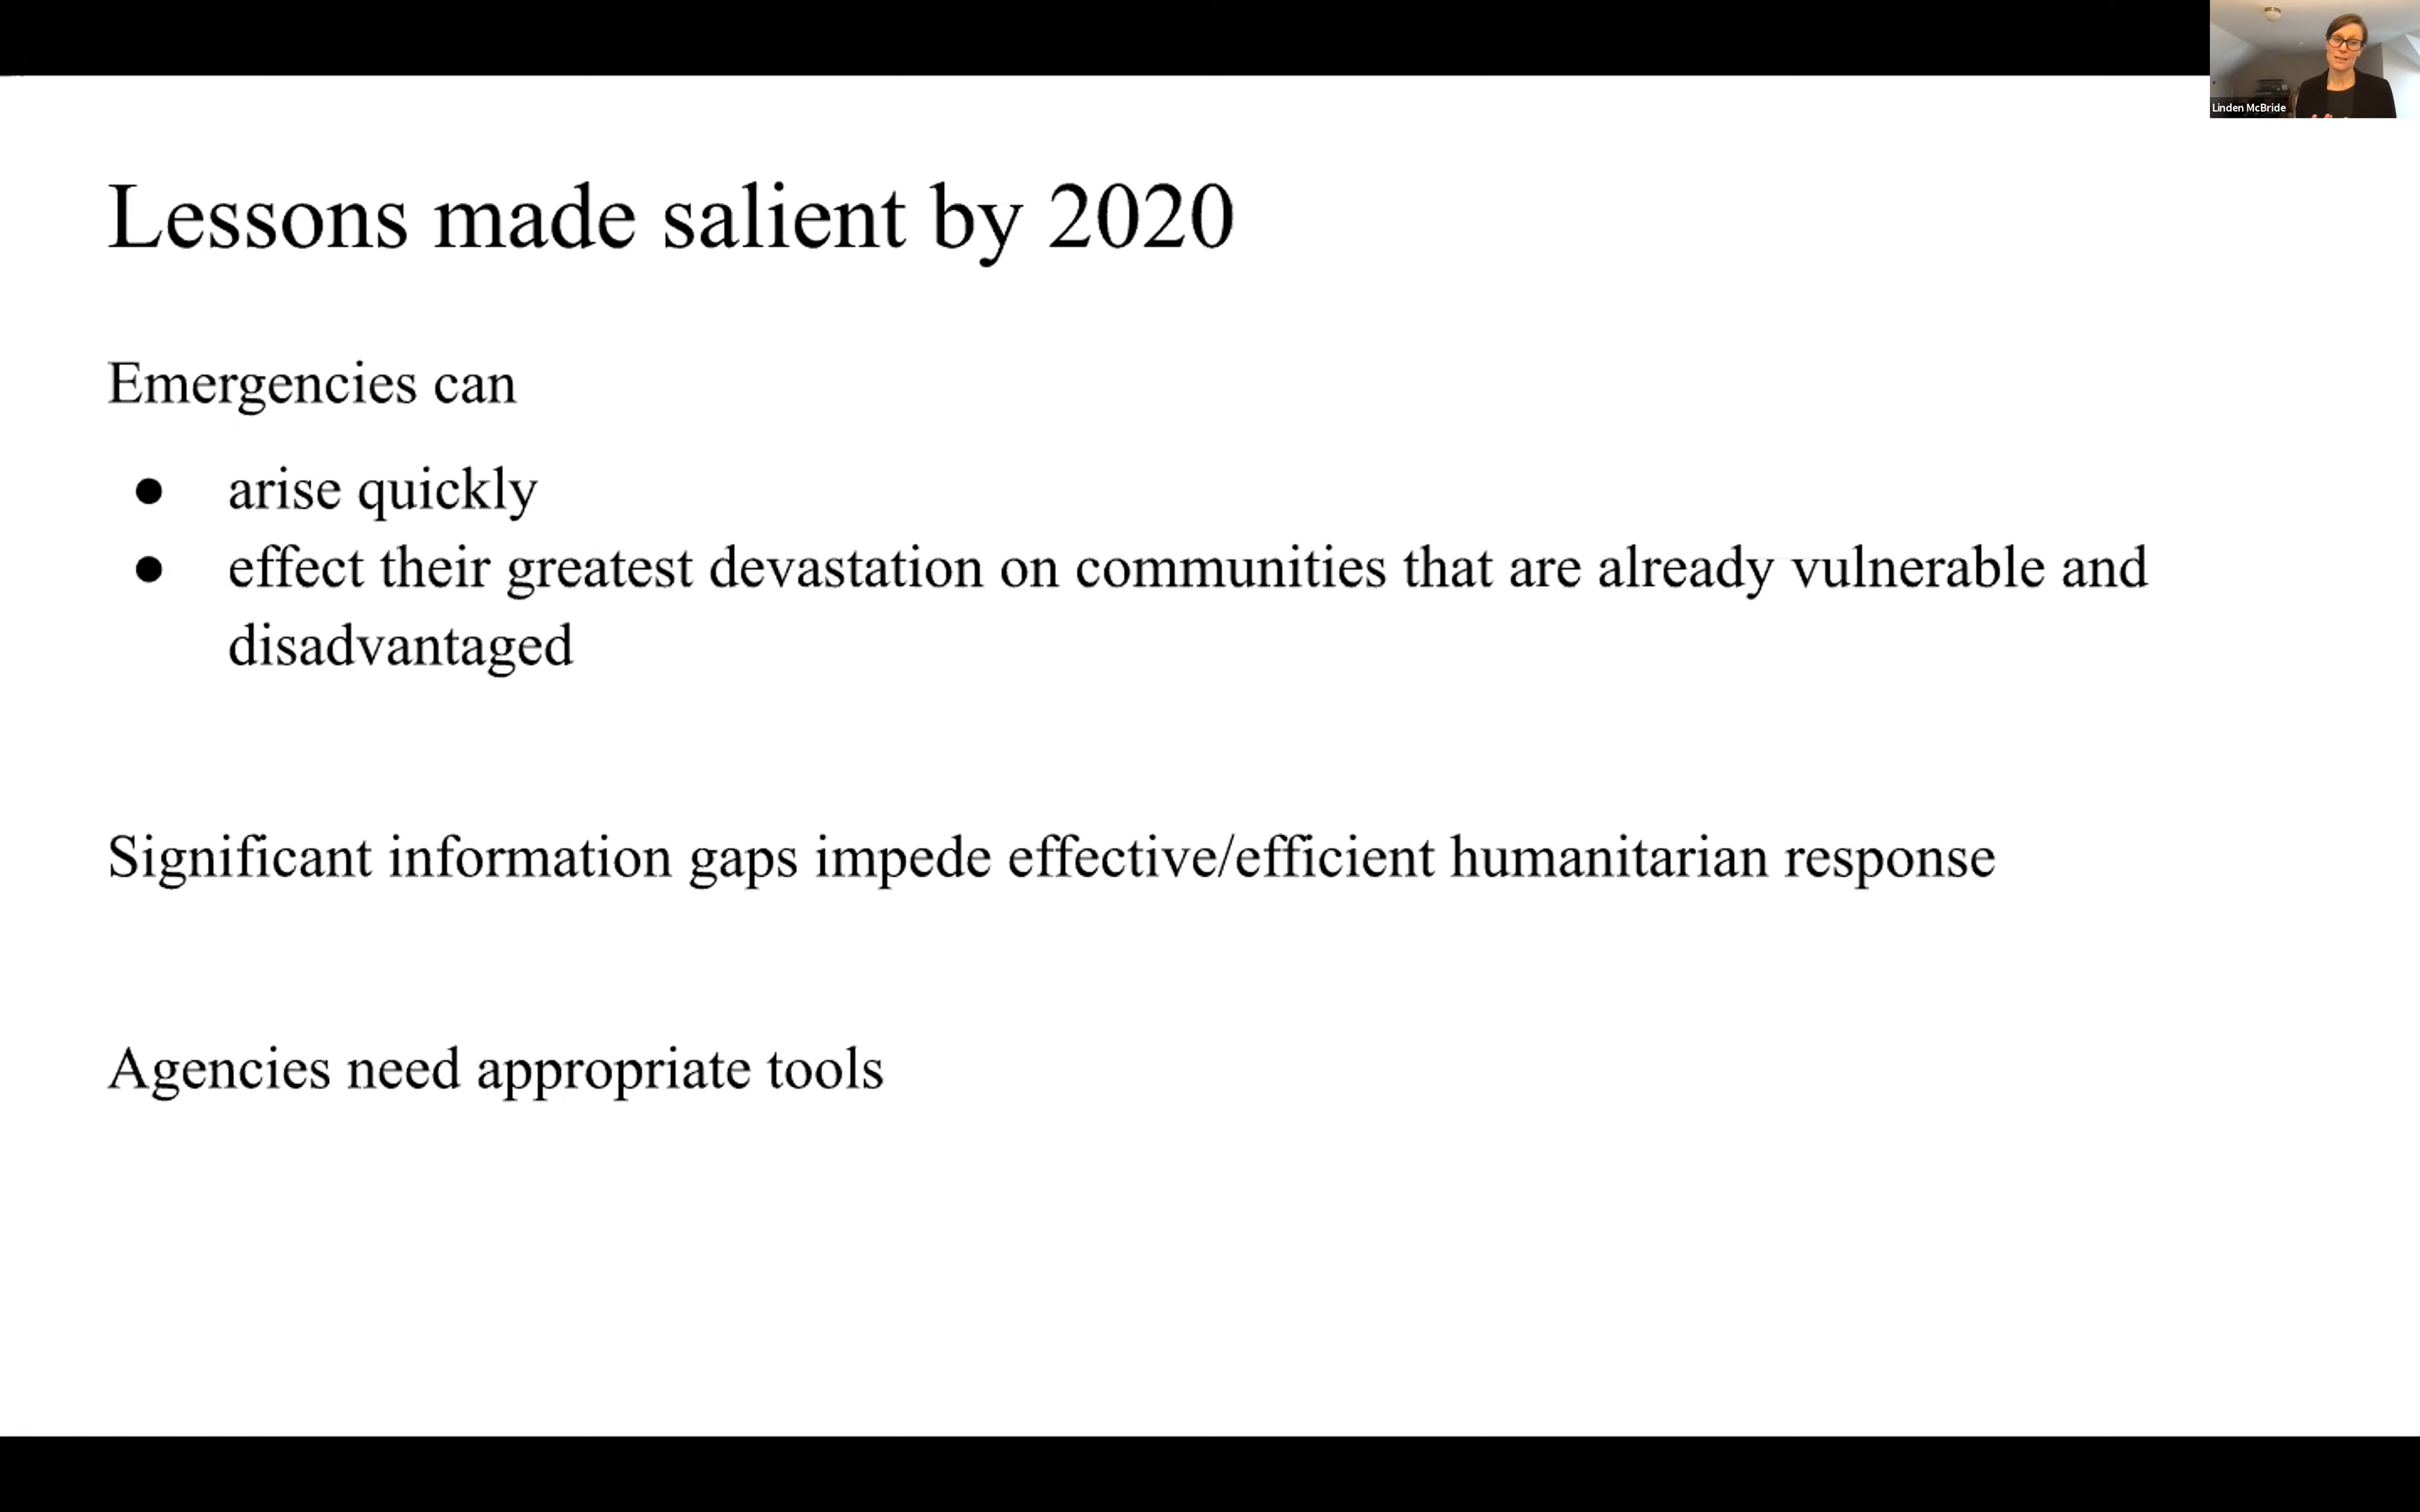 Linden McBride
Lessons made salient by 2020
Emergencies can
● arise quickly
● effect their greatest devastation on communities that are already vulnerable and
disadvantaged
Significant information gaps impede effective/efficient humanitarian response
Agencies need appropriate tools